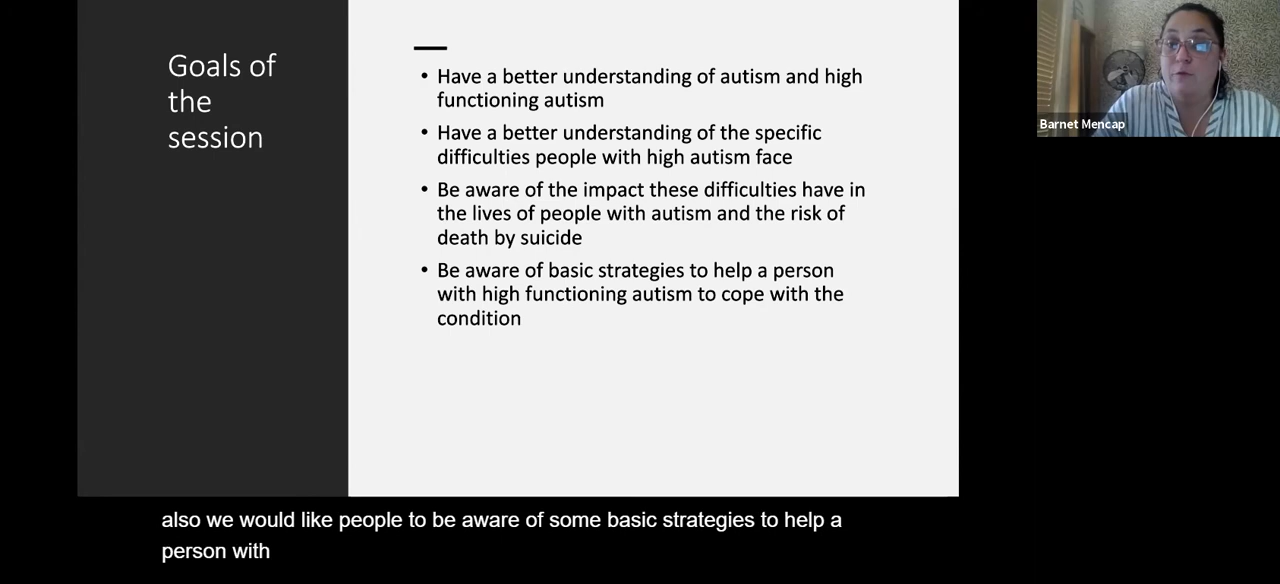 Goals of
the
session
• Have a better understanding of autism and high
functioning autism
• Have a better understanding of the specific
difficulties people with high autism face
• Be aware of the impact these difficulties have in
the lives of people with autism and the risk of
death by suicide
• Be aware of basic strategies to help a person
with high functioning autism to cope with the
condition
Barnet Mencap
also we would like people to be aware of some basic strategies to help a
person with